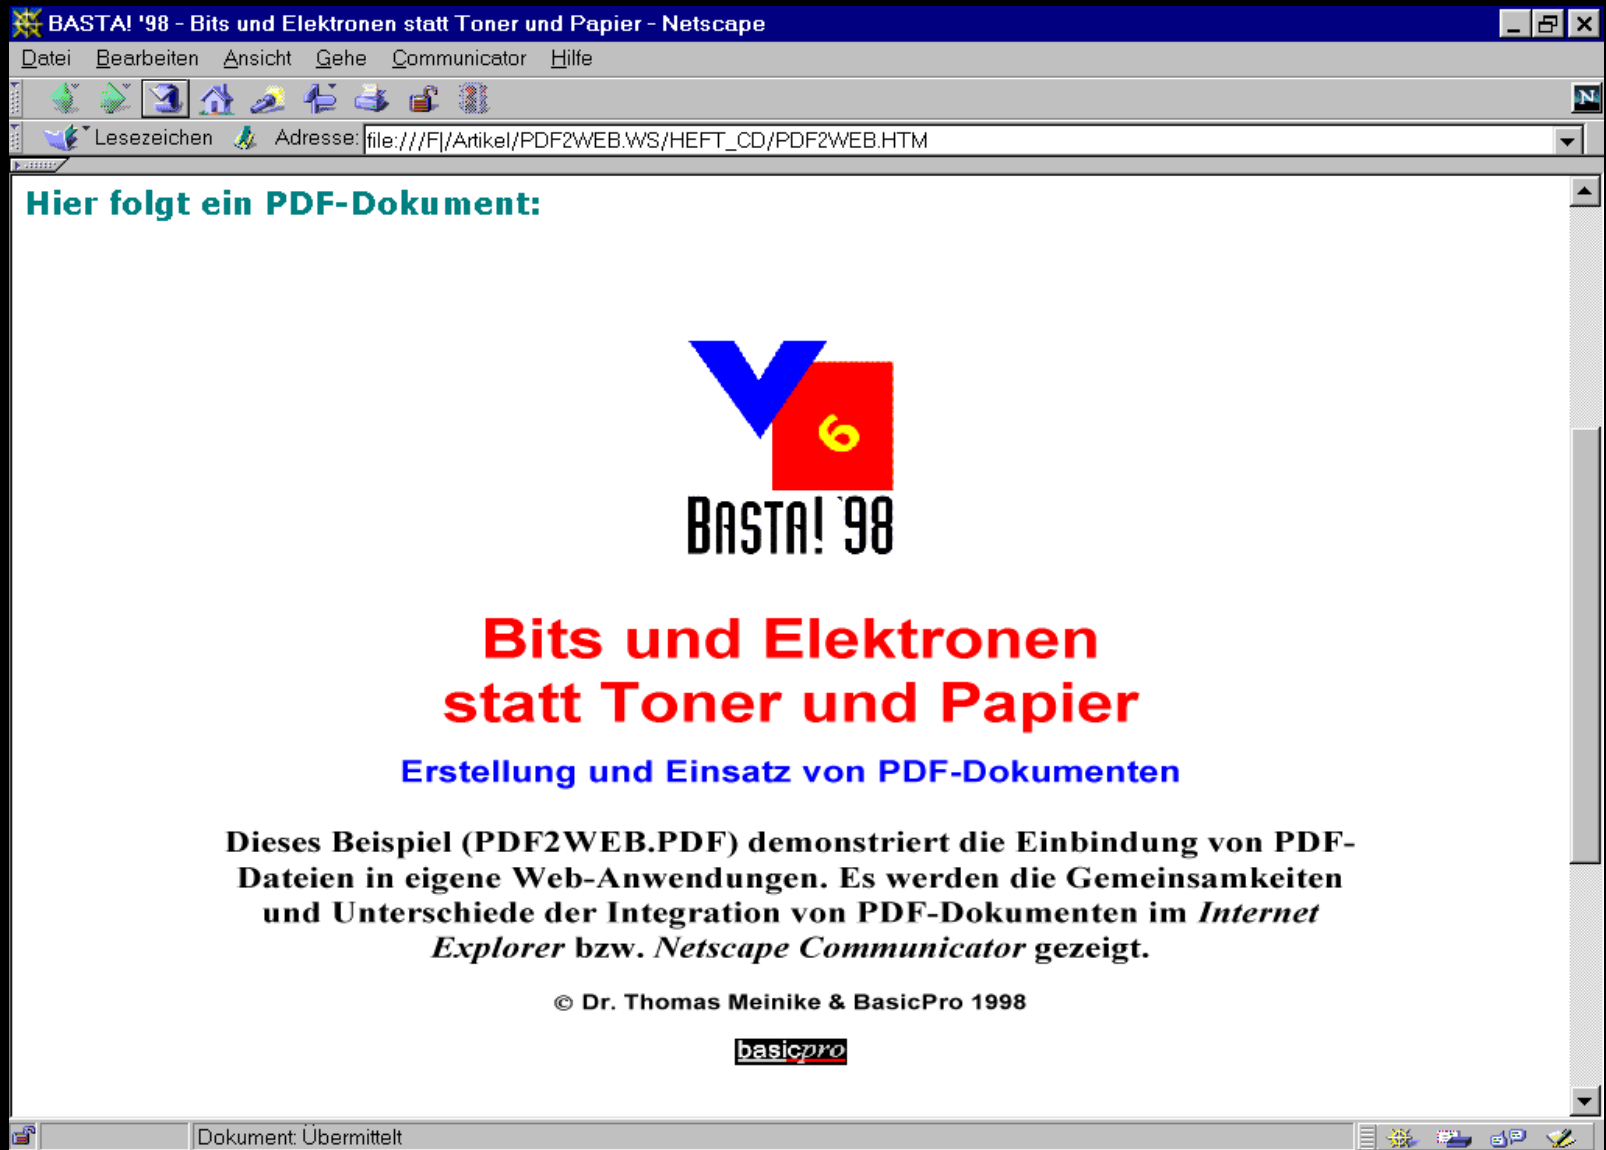 BASTA! '98 - Bits und Elektronen statt Toner und Papier - Netscape
Datei Bearbeiten Ansicht Gehe Communicator Hilfe
N
Lesezeichen Adresse: file:///F|/Artikel/PDF2WEB.WS/HEFT_CD/PDF2WEB.HTM
Hier folgt ein PDF-Dokument:
6
BASTA! '98
Bits und Elektronen
statt Toner und Papier
Erstellung und Einsatz von PDF-Dokumenten
Dieses Beispiel (PDF2WEB.PDF) demonstriert die Einbindung von PDF-
Dateien in eigene Web-Anwendungen. Es werden die Gemeinsamkeiten
und Unterschiede der Integration von PDF-Dokumenten im Internet
Explorer bzw. Netscape Communicator gezeigt.
© Dr. Thomas Meinike & BasicPro 1998
basicpro
Dokument: Übermittelt